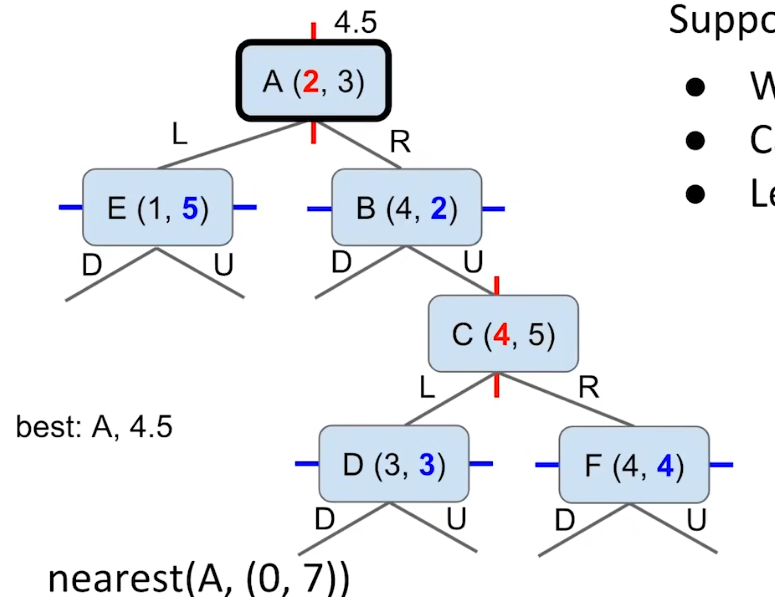 4.5
Suppo
A (2, 3)
W
L
R
C
E (1, 5)
B (4, 2)
Le
D
U
D
U
C (4, 5)
L
R
best: A, 4.5
D (3, 3)
F (4, 4)
D
U
D
U
nearest(A, (0, 7))